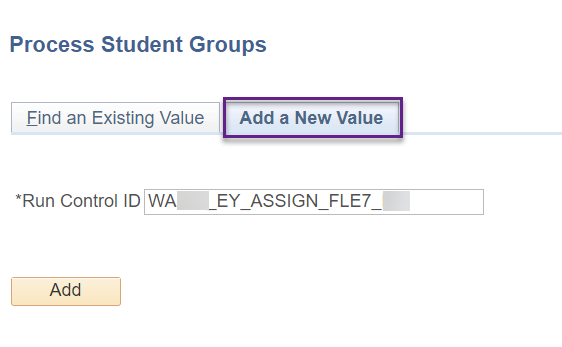 Process Student Groups
Find an Existing Value
Add a New Value
*Run Control ID WA _EY_ASSIGN_FLE7_
Add